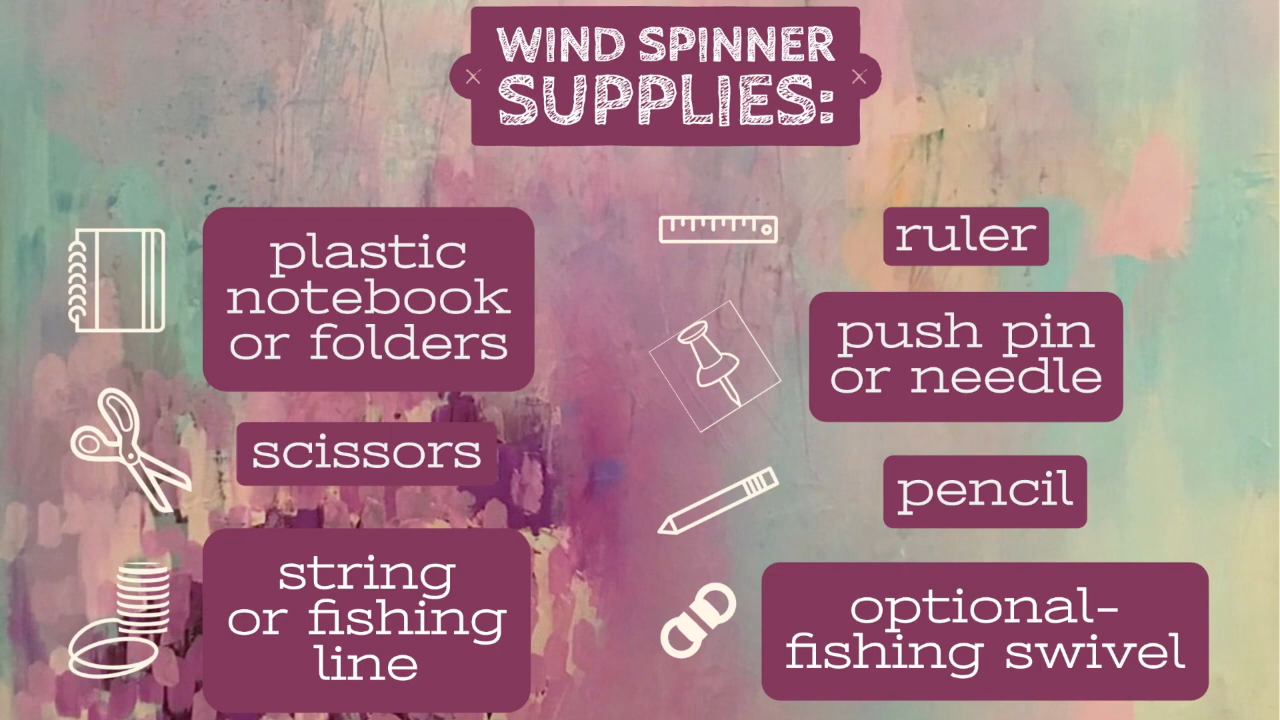 WIND SPINNER
SUPPLIES:
plastic
notebook
or folders
scissors
string
or fishing
line
ruler
push pin
or needle
pencil
optional-
fishing swivel